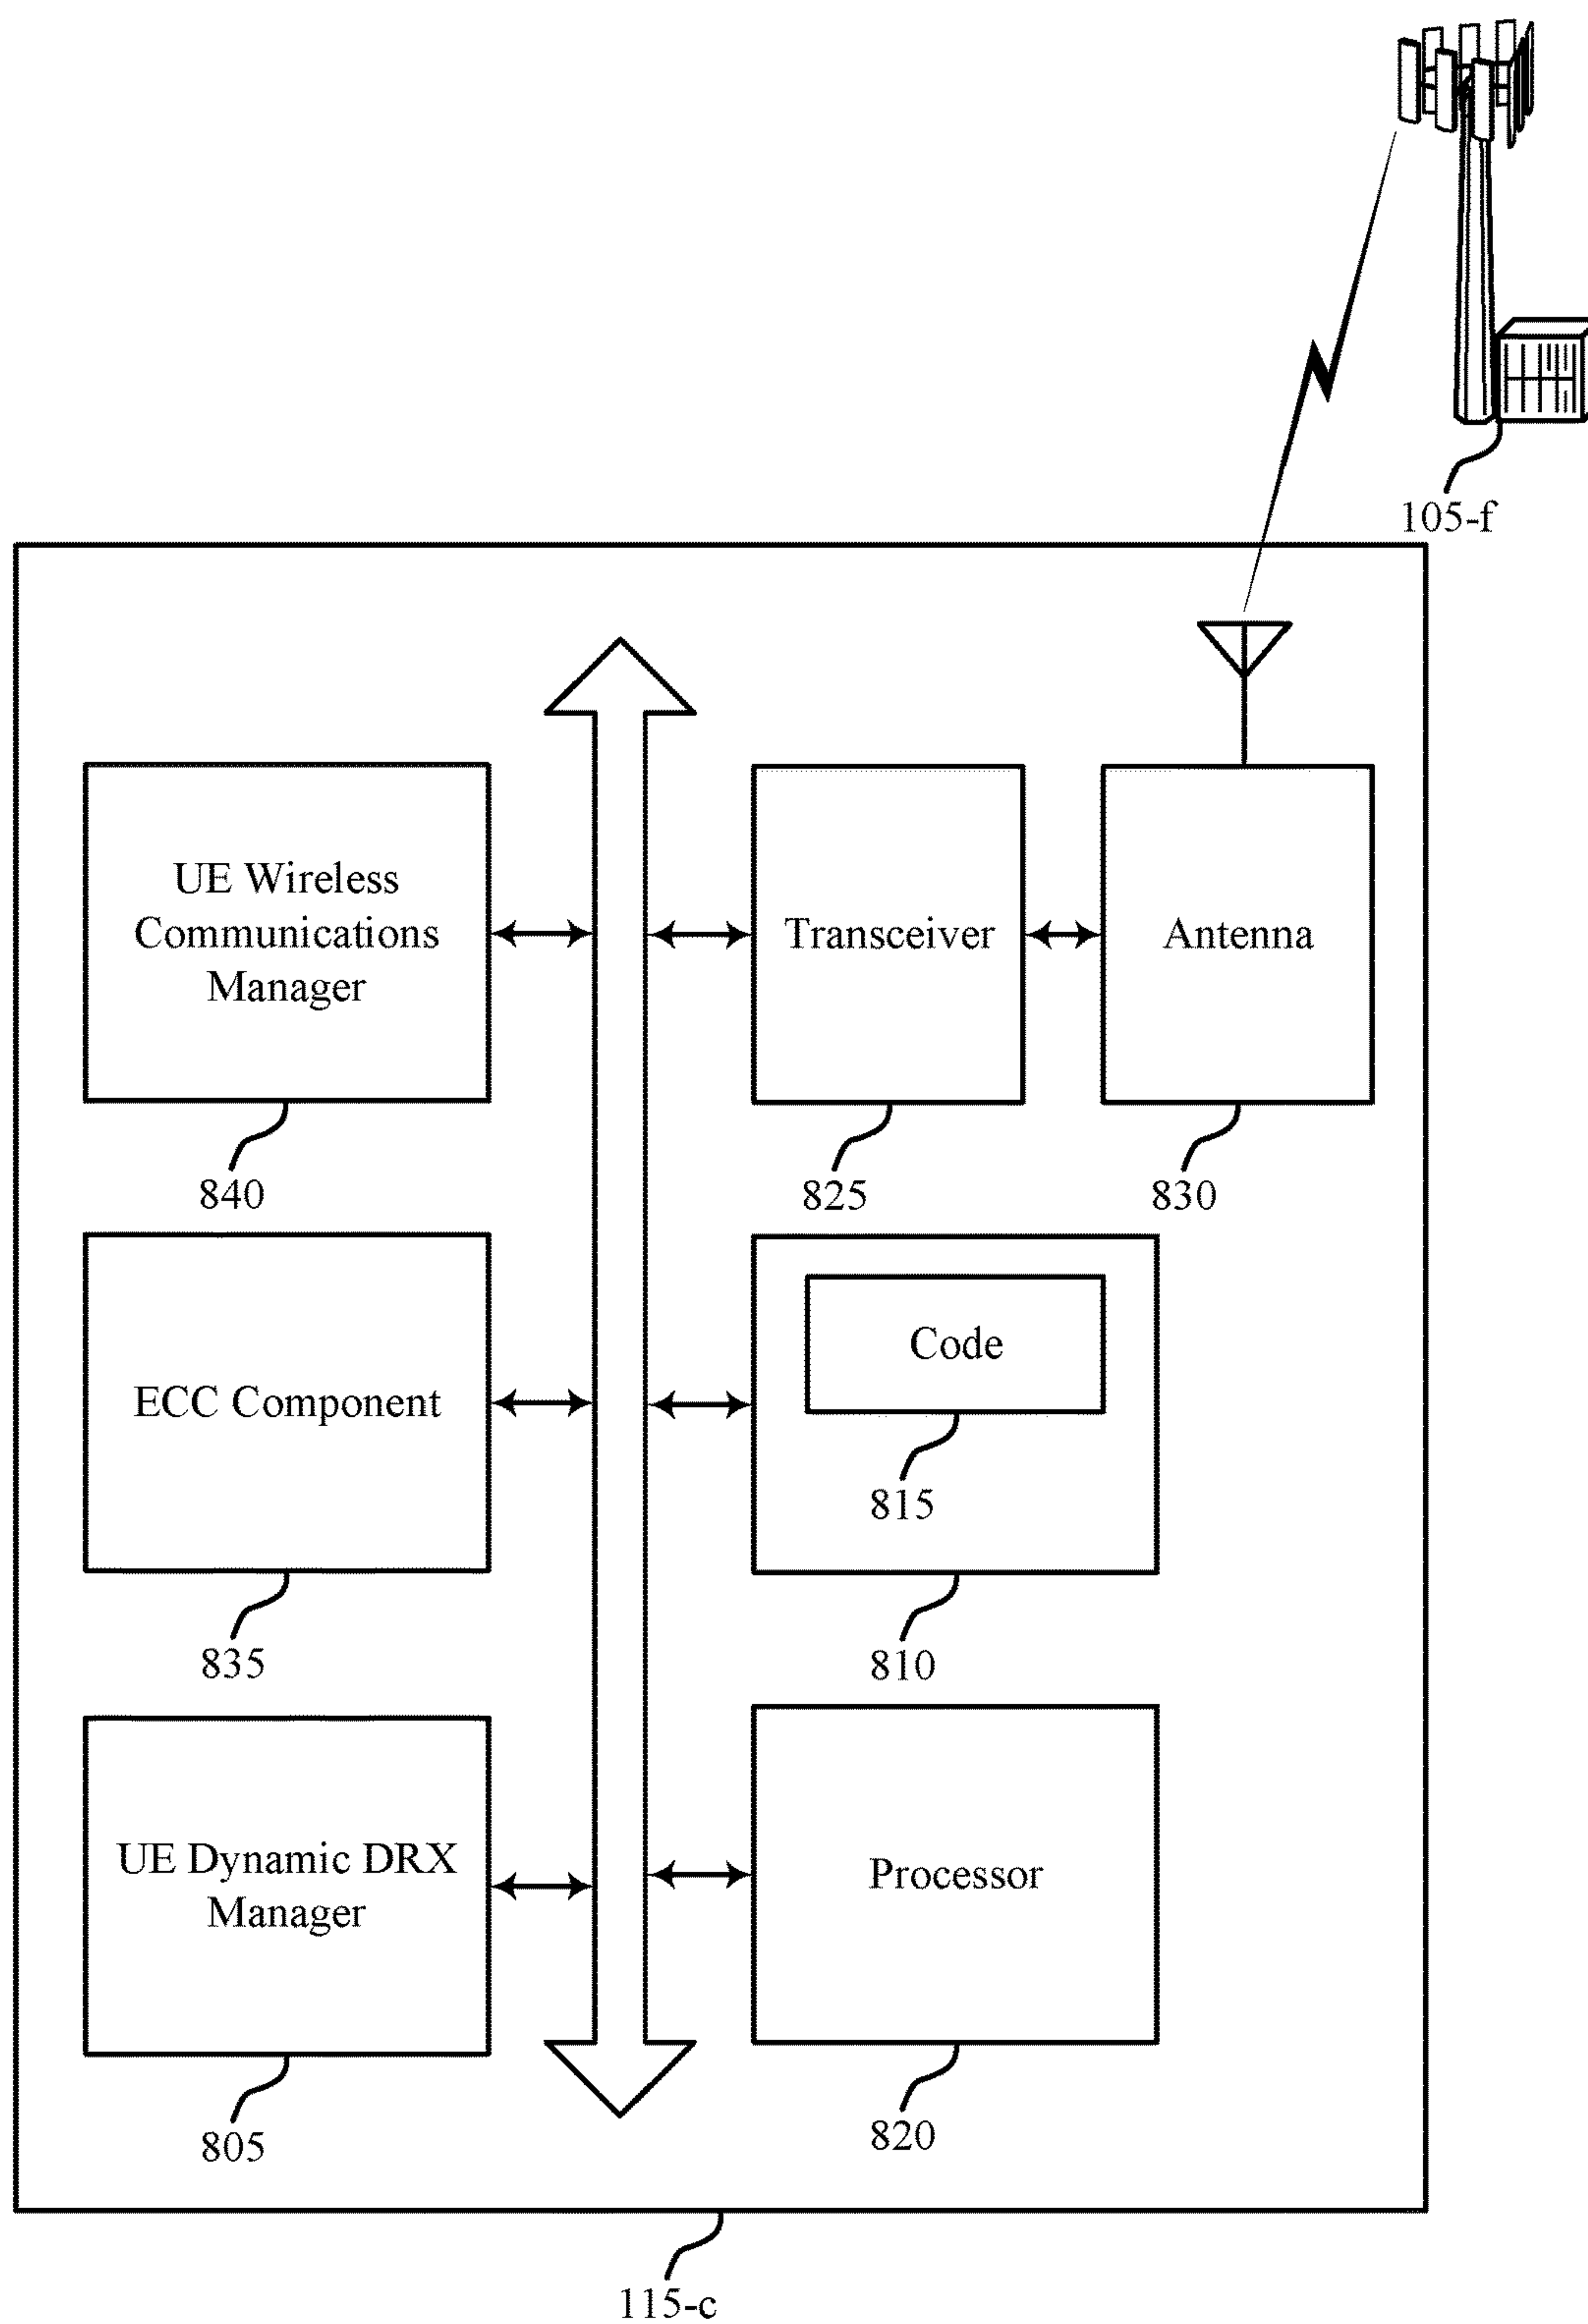 105-f
UE Wireless
Communications
Manager
Transceiver
Antenna
840
825
830
ECC Component
Code
815
835
810
UE Dynamic DRX
Manager
Processor
805
820
115-c